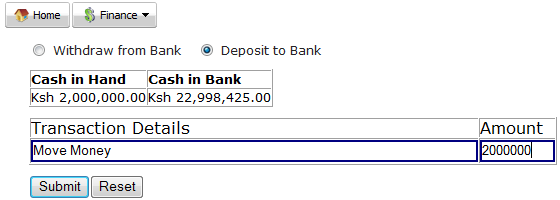 Home Finance
Withdraw from Bank Deposit to Bank
Cash in Hand Cash in Bank
Ksh 2,000,000.00 Ksh 22,998,425.00
Transaction Details Amount
Move Money 2000000
Submit Reset